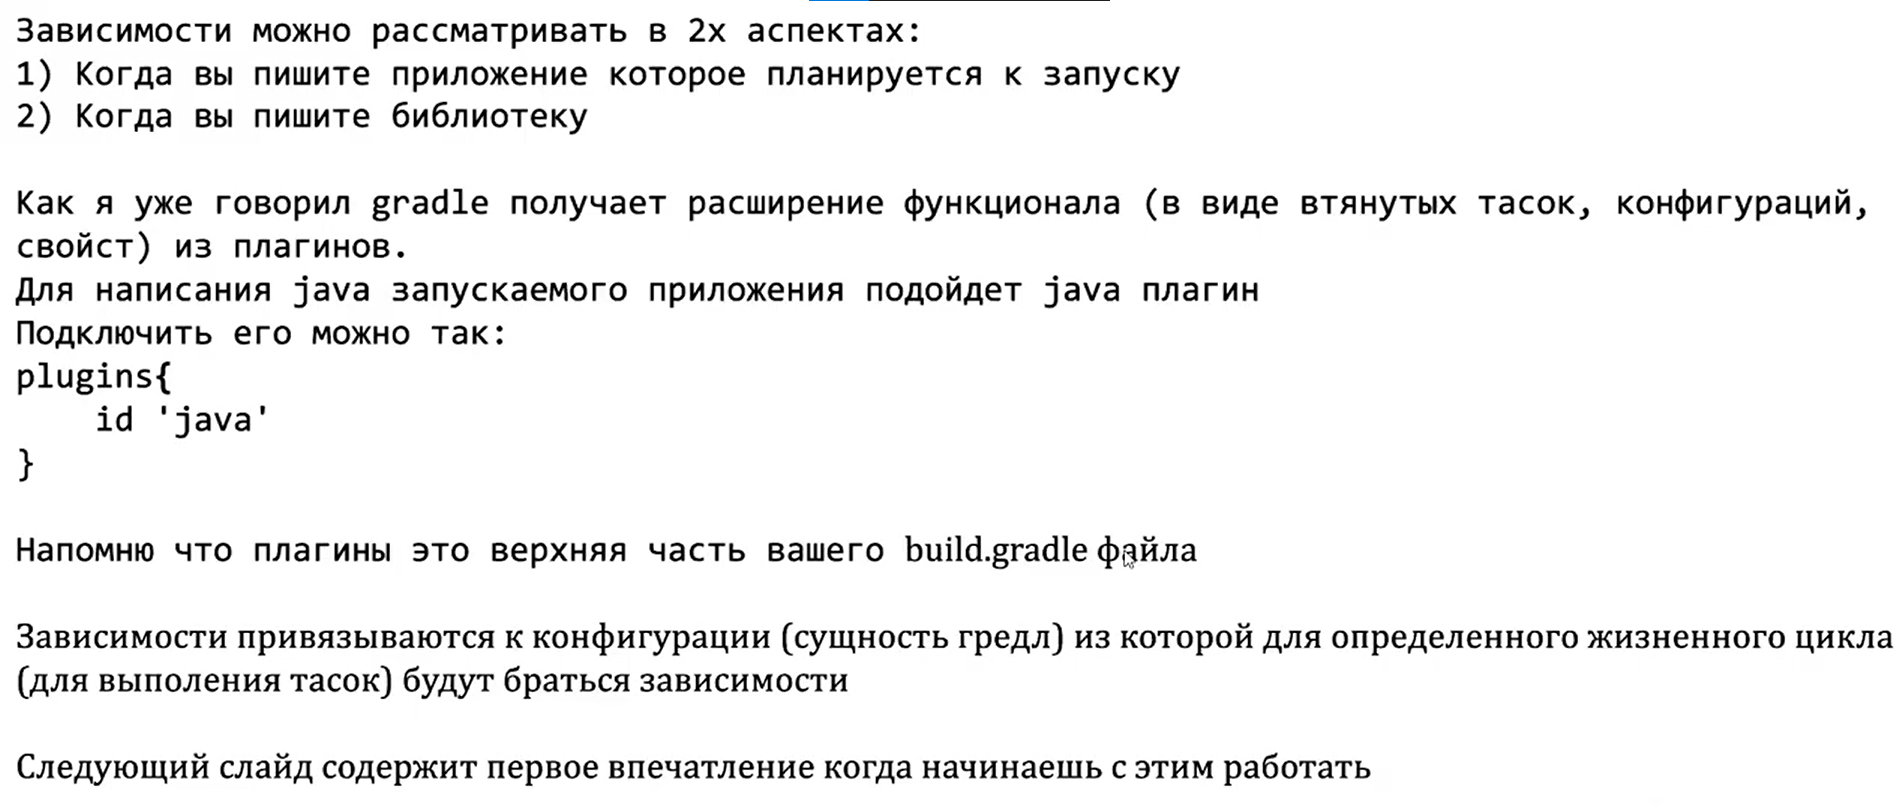 Зависимости можно рассматривать в 2х аспектах:
1) Когда вы пишите приложение которое планируется к запуску
2) Когда вы пишите библиотеку
Как я уже говорил gradle получает расширение функционала (в виде втянутых тасок, конфигураций,
свойст) из плагинов.
Для написания java запускаемого приложения подойдет java плагин
Подключить его можно так:
plugins{
    id 'java'
}
Напомню что плагины это верхняя часть вашего build.gradle файла
Зависимости привязываются к конфигурации (сущность гредл) из которой для определенного жизненного цикла
(для выполения тасок) будут браться зависимости
Следующий слайд содержит первое впечатление когда начинаешь с этим работать